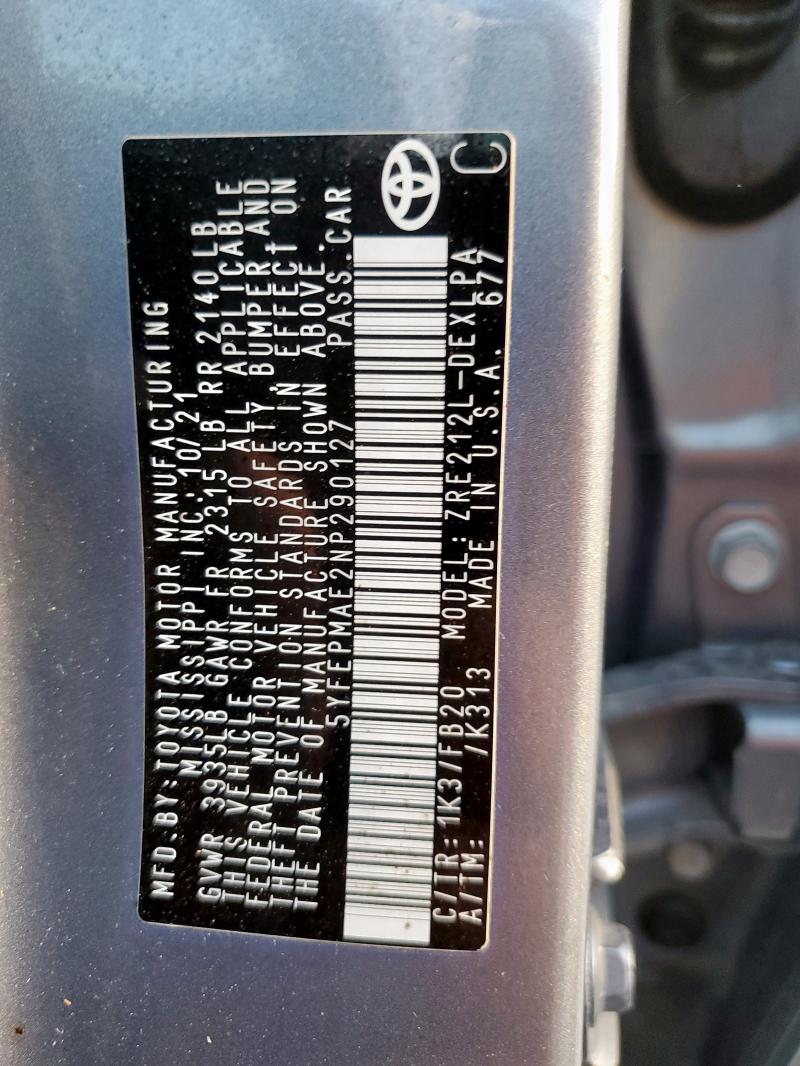 MFD.BY:TOYOTA MOTOR MANUFACTURING
MISSISSIPPI INC: 10/21
GVWR 3935LB GAWR FR 2315 LB RR 2140LB
THIS VEHICLE CONFORMS TO ALL APPLICABLE
FEDERAL MOTOR VEHICLE SAFETY, BUMPER AND
THEFT PREVENTION STANDARDS IN EFFECT ON
THE DATE OF MANUFACTURE SHOWN ABOVE.
5YFEPMAE2NP290127 PASS.CAR
C/TR: 1K3/FB20 MODEL: ZRE212L-DEXLPA C
A/TM: /K313 MADE IN U.S.A. 677